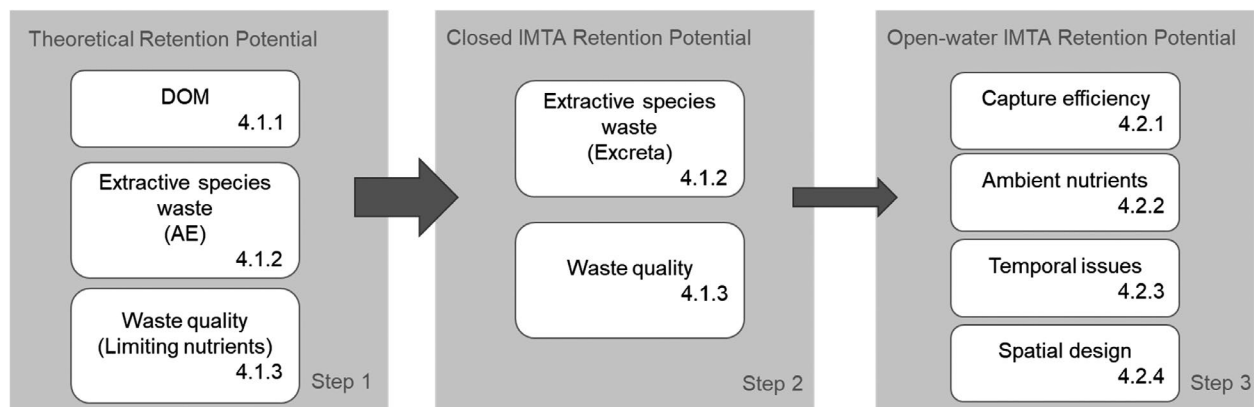 Theoretical Retention Potential
DOM
4.1.1
Extractive species
waste
(AE)
4.1.2
Waste quality
(Limiting nutrients)
4.1.3
Step 1
Closed IMTA Retention Potential
Extractive species
waste
(Excreta)
4.1.2
Waste quality
4.1.3
Step 2
Open-water IMTA Retention Potential
Capture efficiency
4.2.1
Ambient nutrients
4.2.2
Temporal issues
4.2.3
Spatial design
4.2.4
Step 3